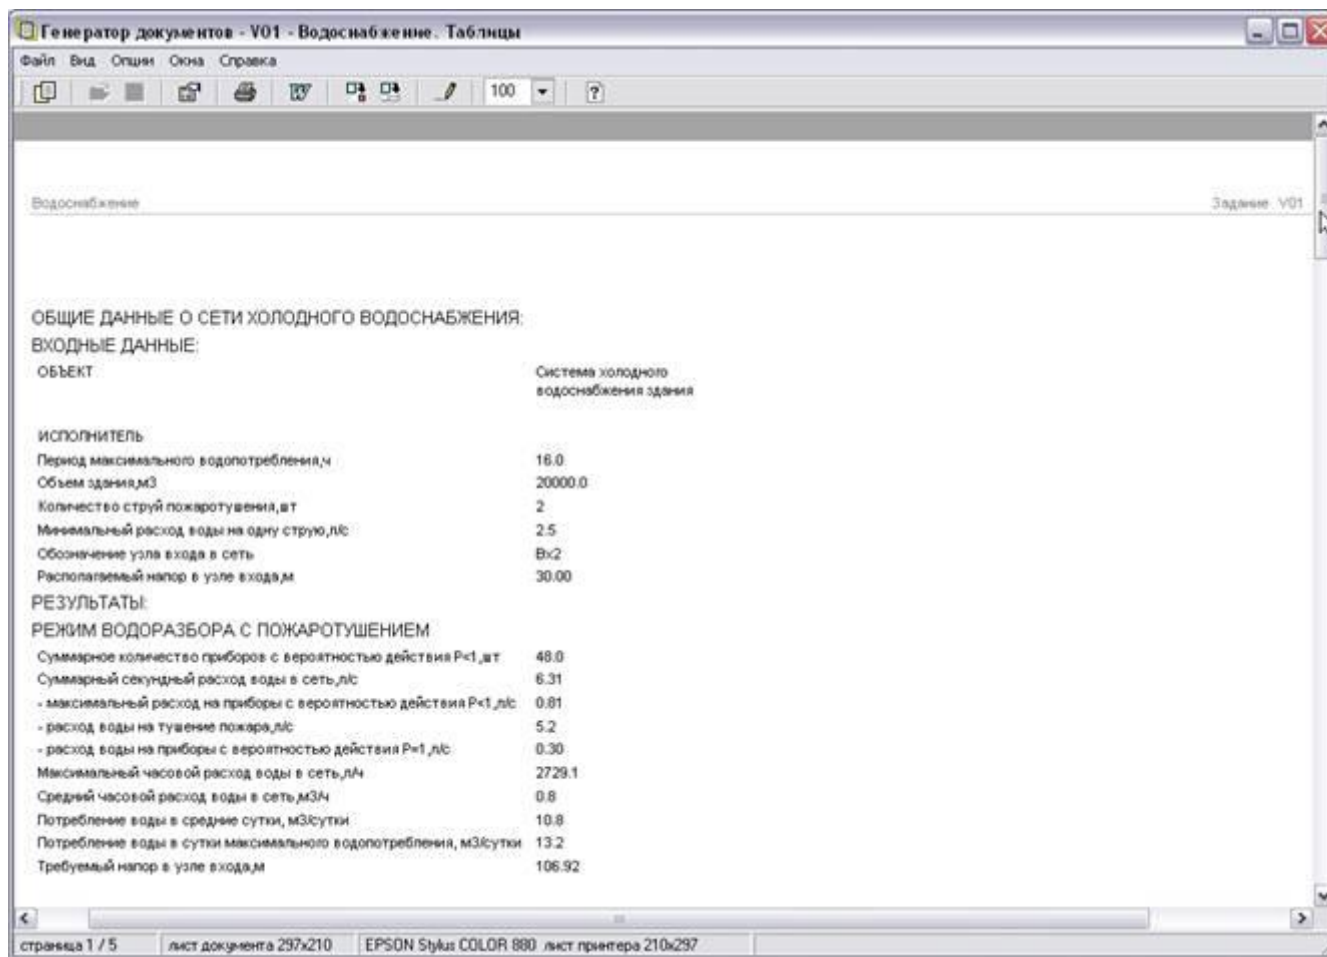 Генератор документов - V01 - Водоснабжение. Таблицы
Файл Вид Опции Окна Справка
100
Водоснабжение Задание V01
ОБЩИЕ ДАННЫЕ О СЕТИ ХОЛОДНОГО ВОДОСНАБЖЕНИЯ:
ВХОДНЫЕ ДАННЫЕ:
ОБЪЕКТ Система холодного
водоснабжения здания
ИСПОЛНИТЕЛЬ
Период максимального водопотребления,ч 16.0
Объем здания,м3 20000.0
Количество струй пожаротушения,шт 2
Минимальный расход воды на одну струю,л/с 2.5
Обозначение узла входа в сеть Вх2
Располагаемый напор в узле входа,м 30.00
РЕЗУЛЬТАТЫ:
РЕЖИМ ВОДОРАЗБОРА С ПОЖАРОТУШЕНИЕМ
Суммарное количество приборов с вероятностью действия P<1,шт 48.0
Суммарный секундный расход воды в сеть,л/с 6.31
- максимальный расход на приборы с вероятностью действия P<1,л/с 0.81
- расход воды на тушение пожара,л/с 5.2
- расход воды на приборы с вероятностью действия P=1,л/с 0.30
Максимальный часовой расход воды в сеть,л/ч 2729.1
Средний часовой расход воды в сеть,м3/ч 0.8
Потребление воды в средние сутки, м3/сутки 10.8
Потребление воды в сутки максимального водопотребления, м3/сутки 13.2
Требуемый напор в узле входа,м 106.92
страница 1 / 5 лист документа 297x210 EPSON Stylus COLOR 880 лист принтера 210x297